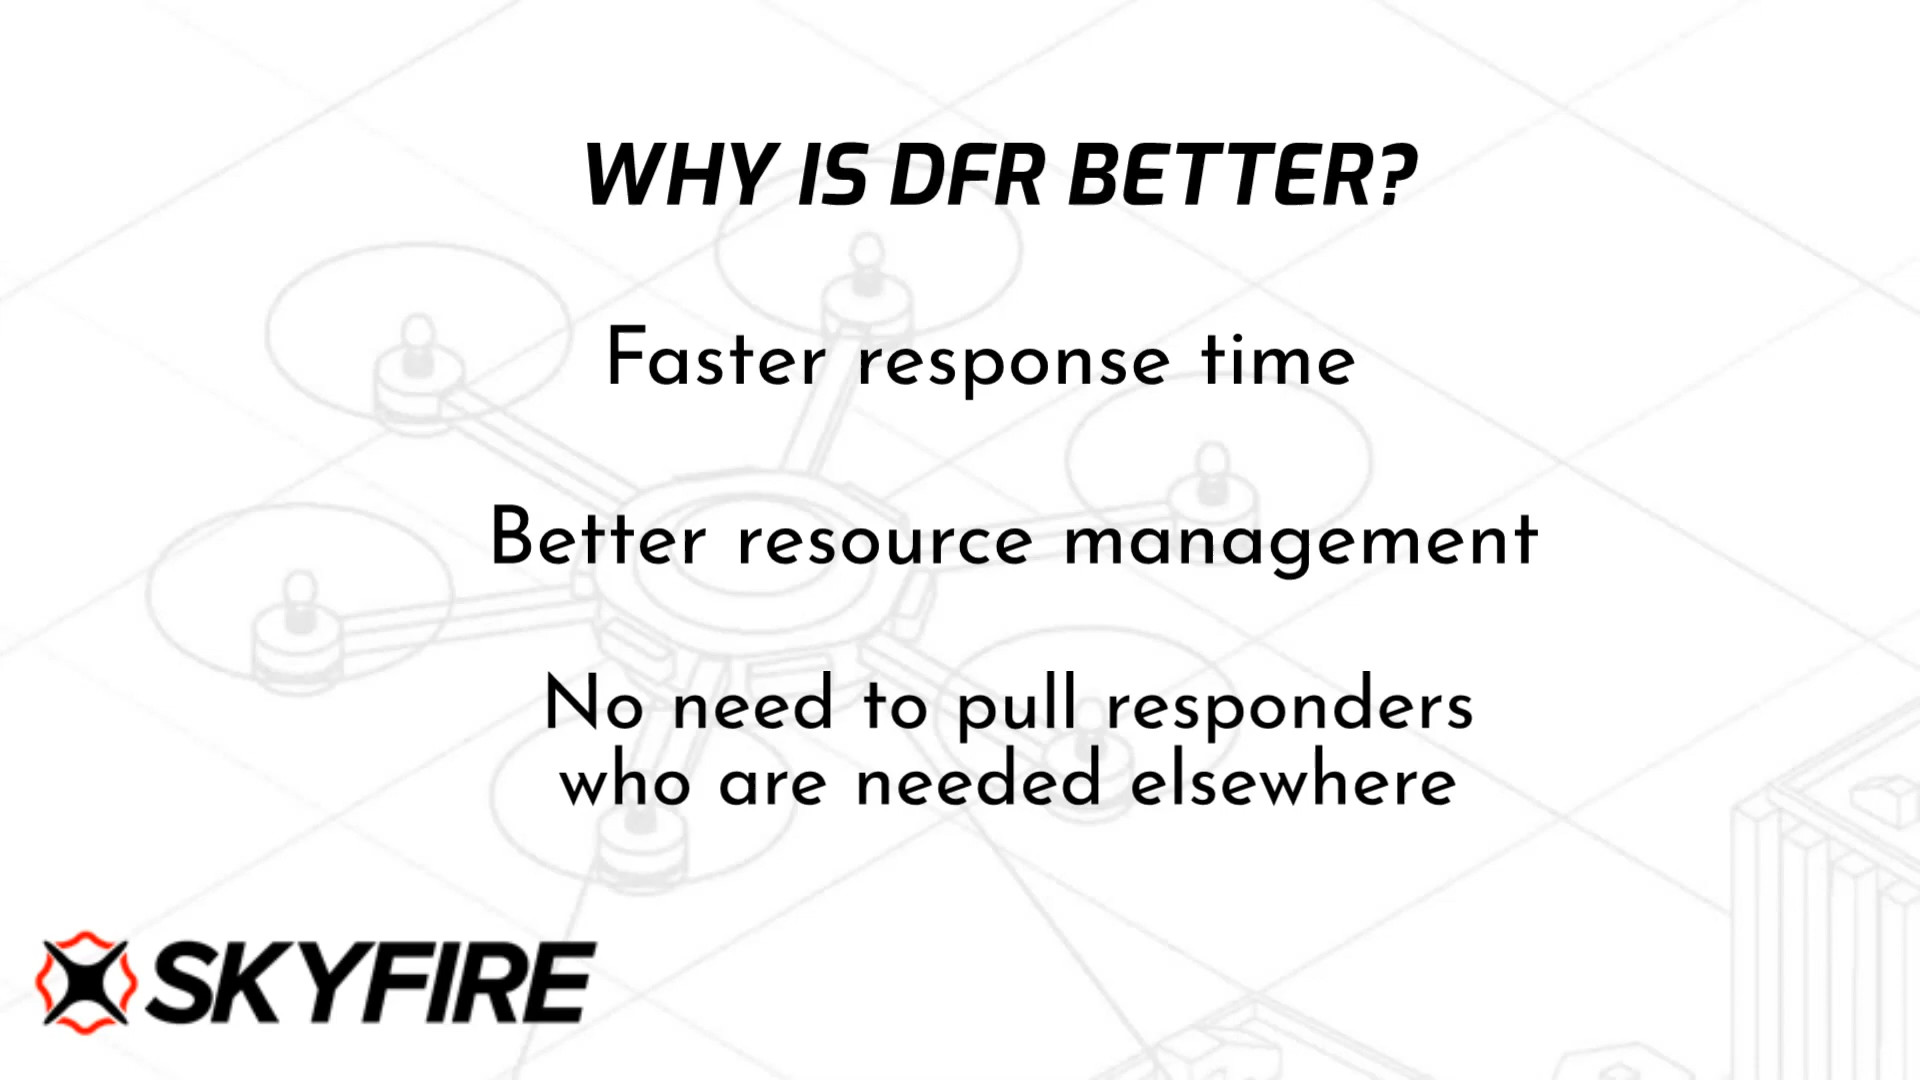 WHY IS DFR BETTER?
Faster response time
Better resource management
No need to pull responders
who are needed elsewhere
SKYFIRE